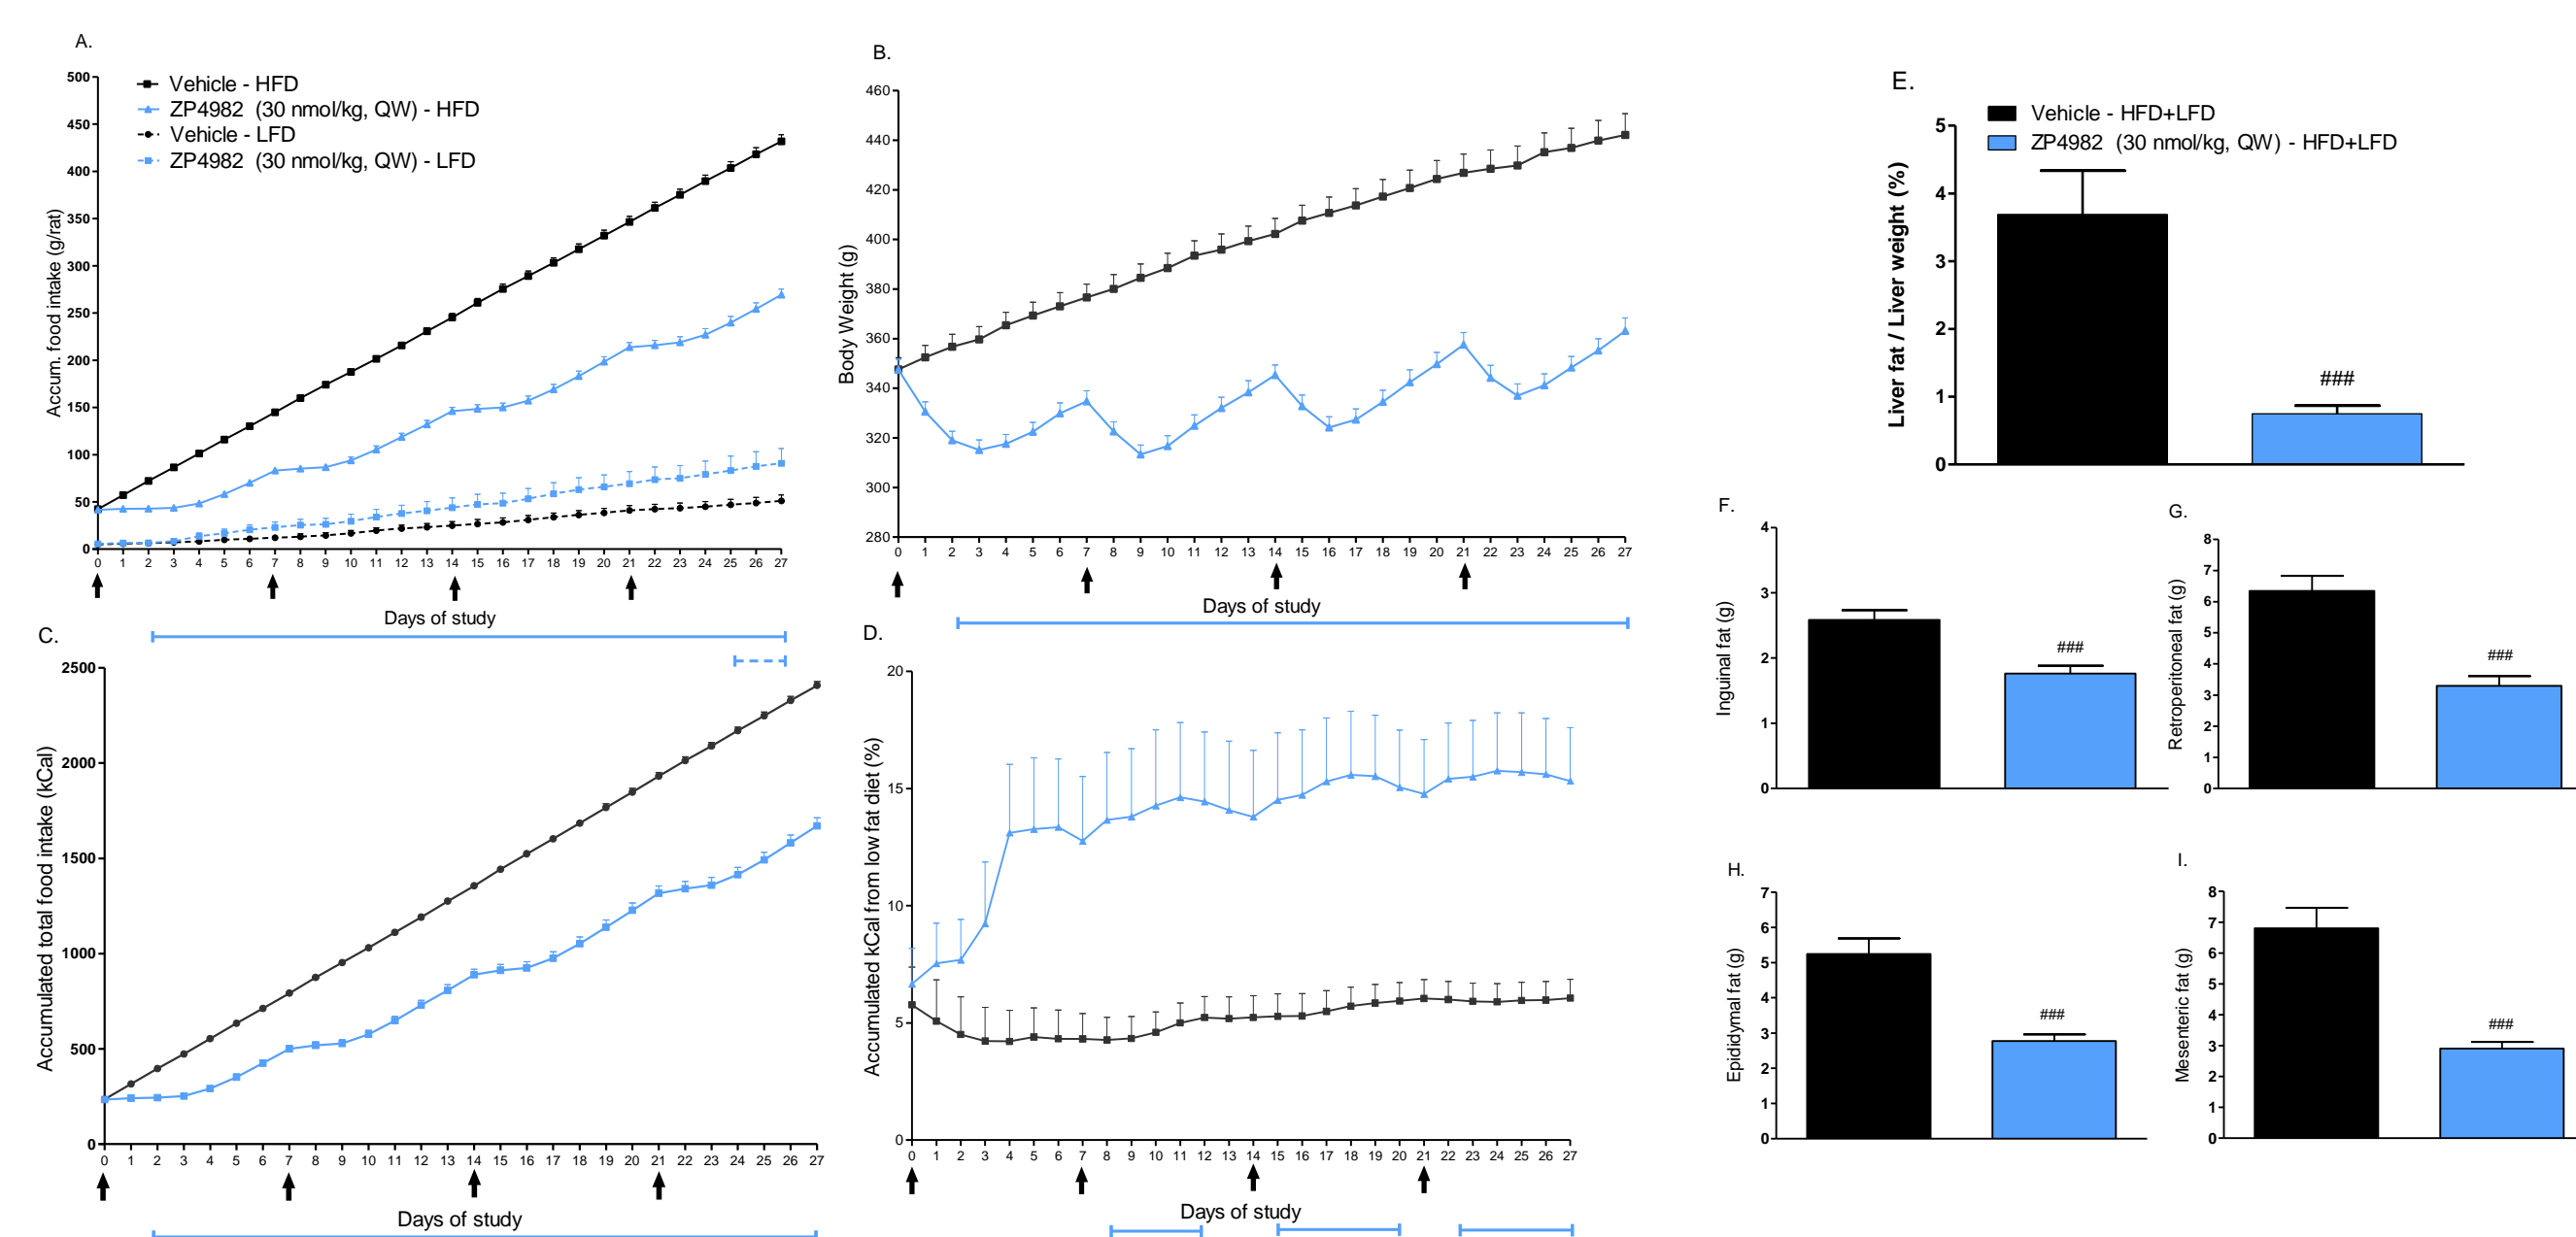 A.
500
450
400
350
300
250
200
150
100
50
0
Accum. food intake (g/rat)
Vehicle - HFD
ZP4982 (30 nmol/kg, QW) - HFD
Vehicle - LFD
ZP4982 (30 nmol/kg, QW) - LFD
0 1 2 3 4 5 6 7 8 9 10 11 12 13 14 15 16 17 18 19 20 21 22 23 24 25 26 27
Days of study
B.
460
440
420
400
380
360
340
320
300
280
Body Weight (g)
0 1 2 3 4 5 6 7 8 9 10 11 12 13 14 15 16 17 18 19 20 21 22 23 24 25 26 27
Days of study
C.
2500
2000
1500
1000
500
0
Accumulated total food intake (kCal)
0 1 2 3 4 5 6 7 8 9 10 11 12 13 14 15 16 17 18 19 20 21 22 23 24 25 26 27
Days of study
D.
20
15
10
5
0
Accumulated kCal from low fat diet (%)
0 1 2 3 4 5 6 7 8 9 10 11 12 13 14 15 16 17 18 19 20 21 22 23 24 25 26 27
Days of study
E.
Vehicle - HFD+LFD
ZP4982 (30 nmol/kg, QW) - HFD+LFD
5
4
3
2
1
0
Liver fat / Liver weight (%)
###
F.
4
3
2
1
0
Inguinal fat (g)
###
G.
8
7
6
5
4
3
2
1
0
Retroperitoneal fat (g)
###
H.
7
6
5
4
3
2
1
0
Epididymal fat (g)
###
I.
8
7
6
5
4
3
2
1
0
Mesenteric fat (g)
###